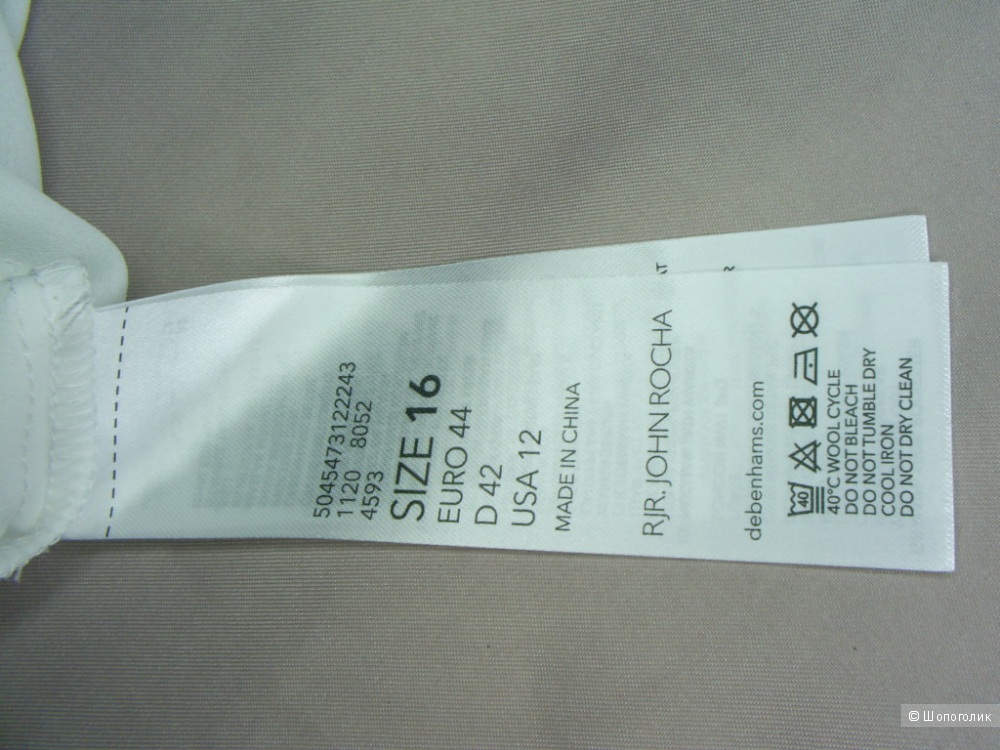 5045473122243
1120 8052
4593
SIZE 16
EURO 44
D 42
USA 12
MADE IN CHINA
RJR. JOHN ROCHA
debenhams.com
40
40°C WOOL CYCLE
DO NOT BLEACH
DO NOT TUMBLE DRY
COOL IRON
DO NOT DRY CLEAN
© Шопоголик